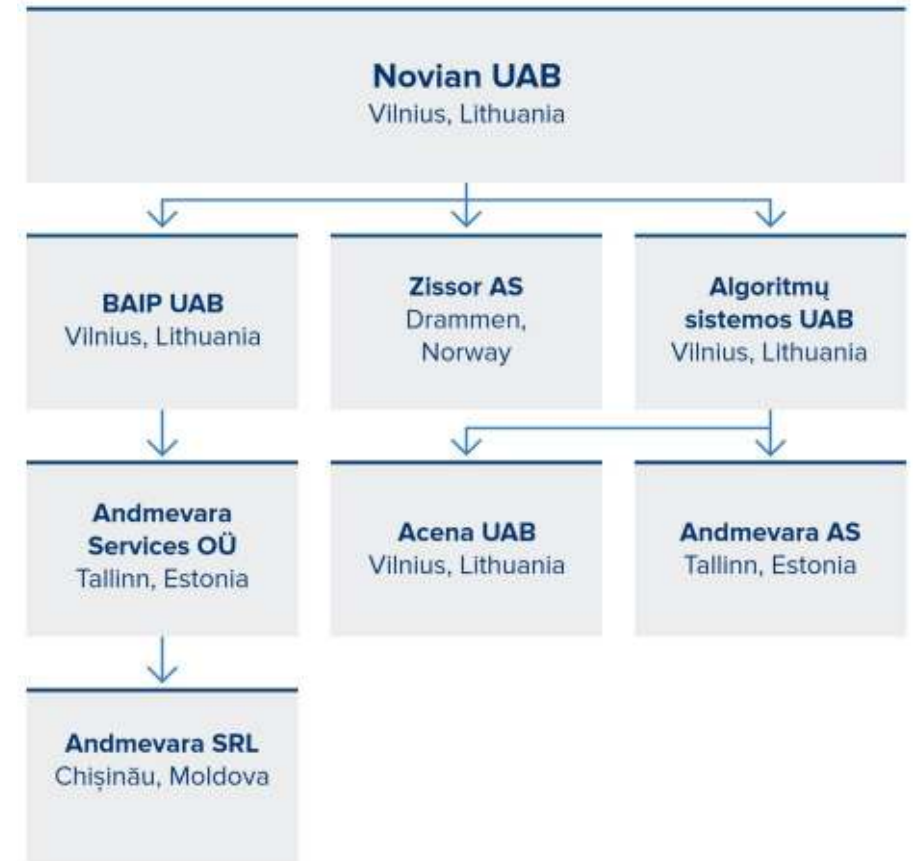 Novian UAB
Vilnius, Lithuania
BAIP UAB
Vilnius, Lithuania
Zissor AS
Drammen,
Norway
Algoritmų
sistemos UAB
Vilnius, Lithuania
Andmevara
Services OÜ
Tallinn, Estonia
Acena UAB
Vilnius, Lithuania
Andmevara AS
Tallinn, Estonia
Andmevara SRL
Chișinău, Moldova